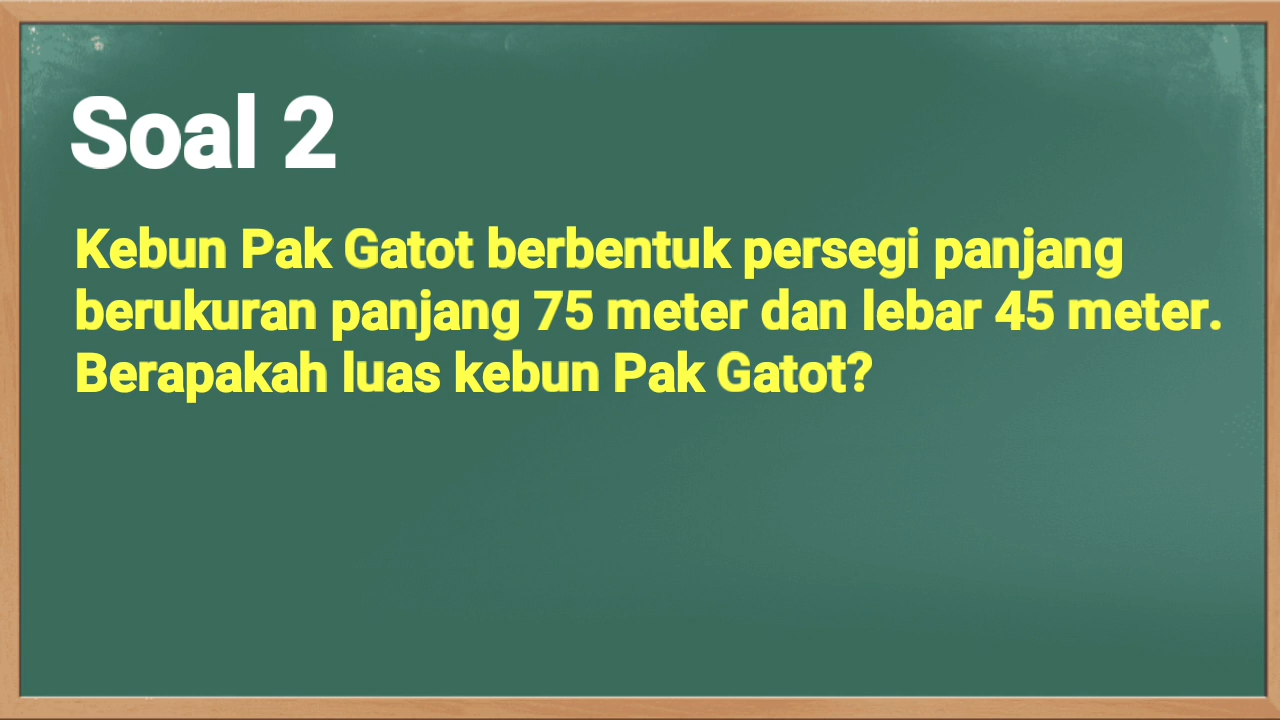 Soal 2
Kebun Pak Gatot berbentuk persegi panjang
berukuran panjang 75 meter dan lebar 45 meter.
Berapakah luas kebun Pak Gatot?